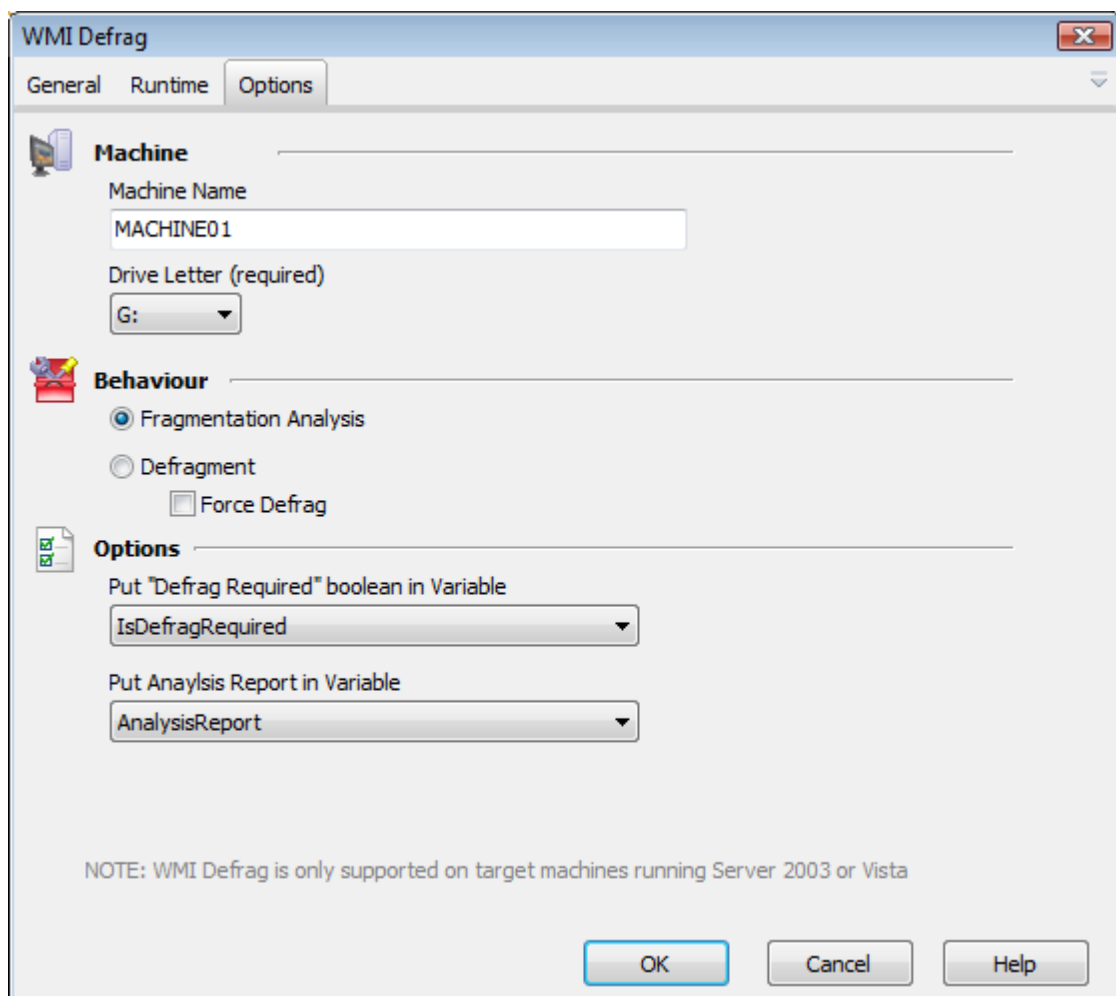 WMI Defrag
General Runtime Options
Machine
Machine Name
MACHINE01
Drive Letter (required)
G:
Behaviour
Fragmentation Analysis
Defragment
Force Defrag
Options
Put "Defrag Required" boolean in Variable
IsDefragRequired
Put Anaylsis Report in Variable
AnalysisReport
NOTE: WMI Defrag is only supported on target machines running Server 2003 or Vista
OK Cancel Help